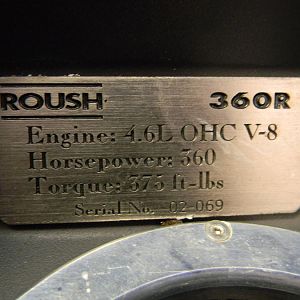 ROUSH 360R
Engine: 4.6L OHC V-8
Horsepower: 360
Torque: 375 ft-lbs
Serial No. 02-069